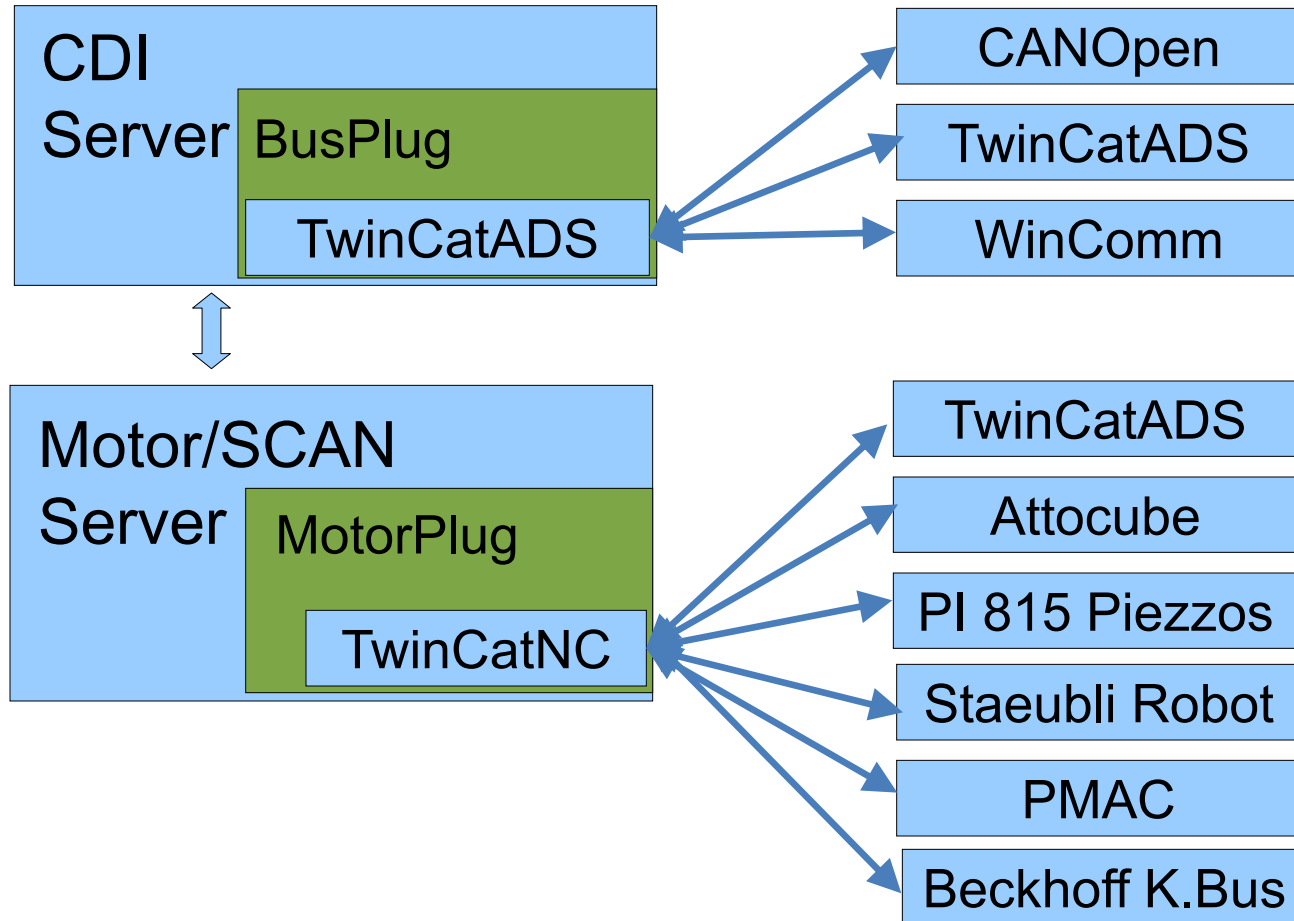 CDI
Server
BusPlug
TwinCatADS
CANOpen
TwinCatADS
WinComm
Motor/SCAN
Server
MotorPlug
TwinCatNC
TwinCatADS
Attocube
PI 815 Piezzos
Staeubli Robot
PMAC
Beckhoff K.Bus